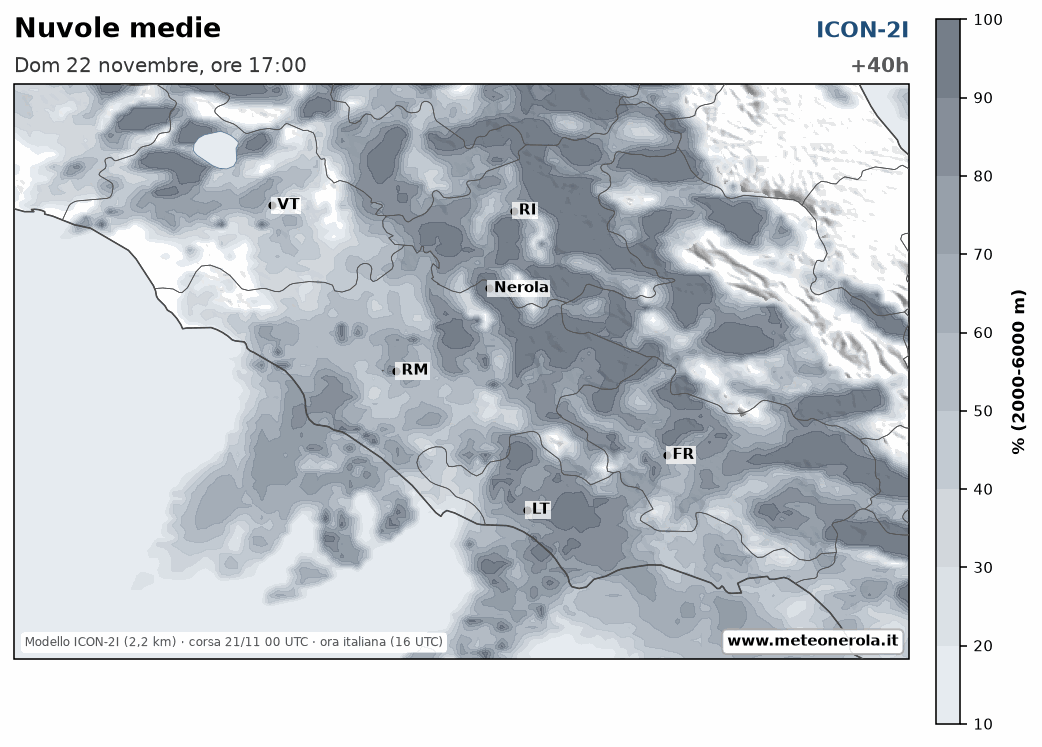 Nuvole medie
ICON-2I
Dom 22 novembre, ore 17:00
+40h
VT
RI
Nerola
RM
FR
LT
Modello ICON-2I (2,2 km) · corsa 21/11 00 UTC · ora italiana (16 UTC)
www.meteonerola.it
100
90
80
70
60
50
40
30
20
10
% (2000-6000 m)